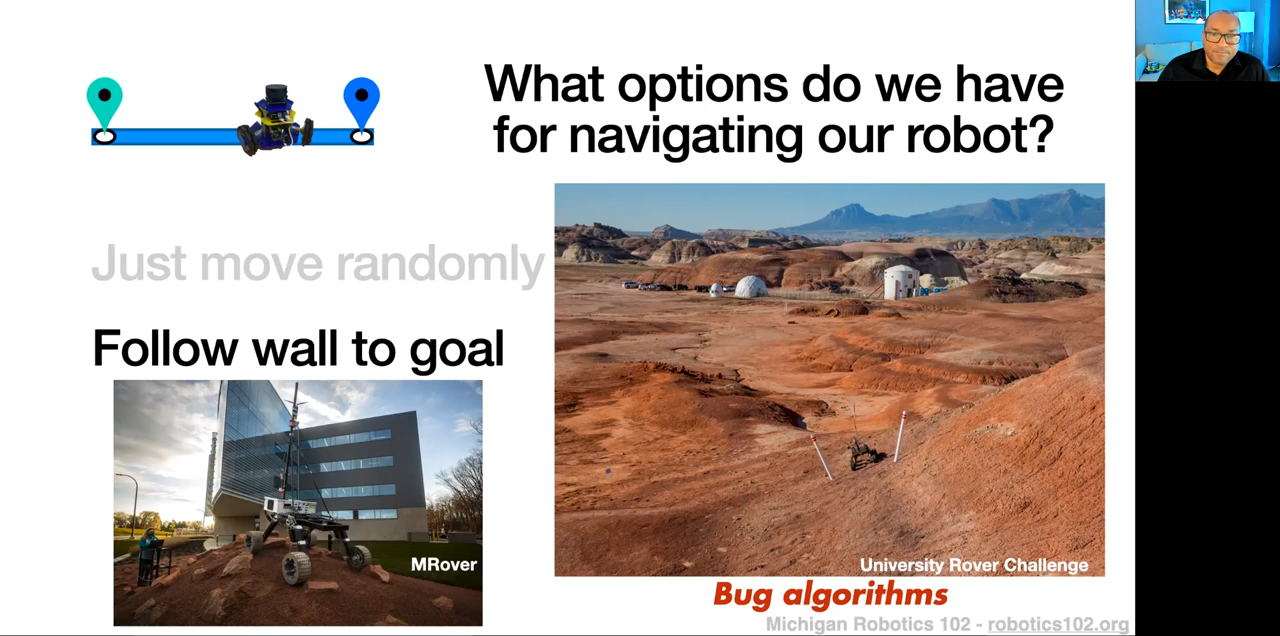 What options do we have
for navigating our robot?
Just move randomly
Follow wall to goal
MRover
University Rover Challenge
Bug algorithms
Michigan Robotics 102 - robotics102.org